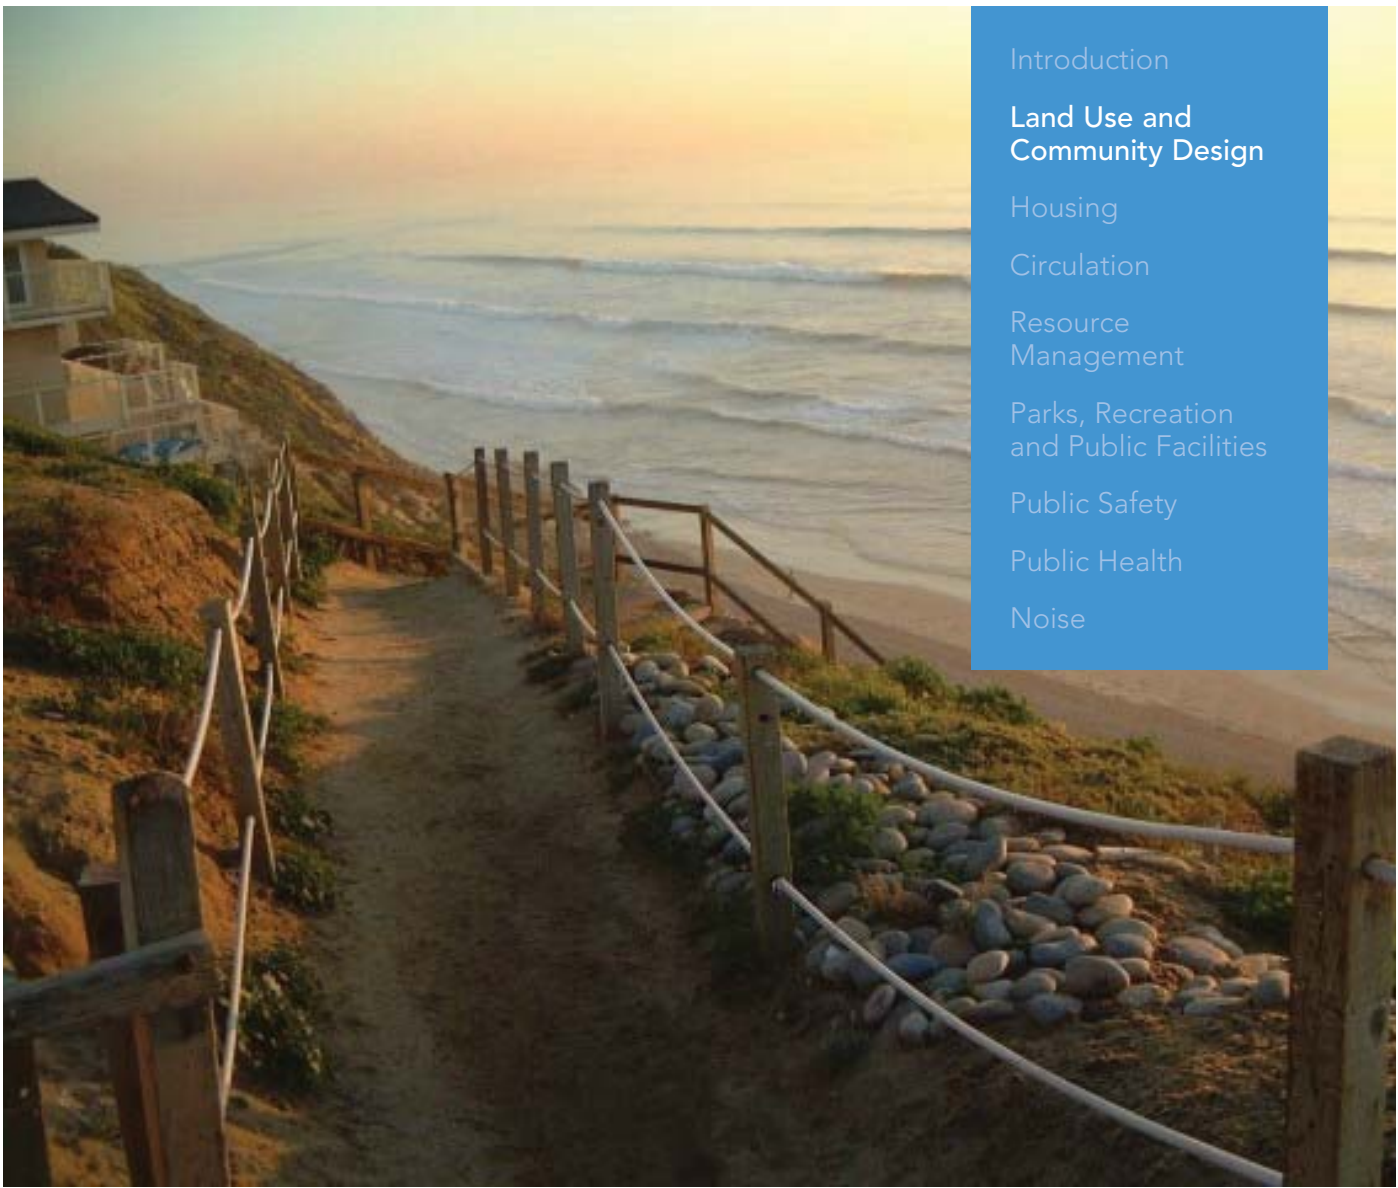 Introduction
Land Use and
Community Design
Housing
Circulation
Resource
Management
Parks, Recreation
and Public Facilities
Public Safety
Public Health
Noise